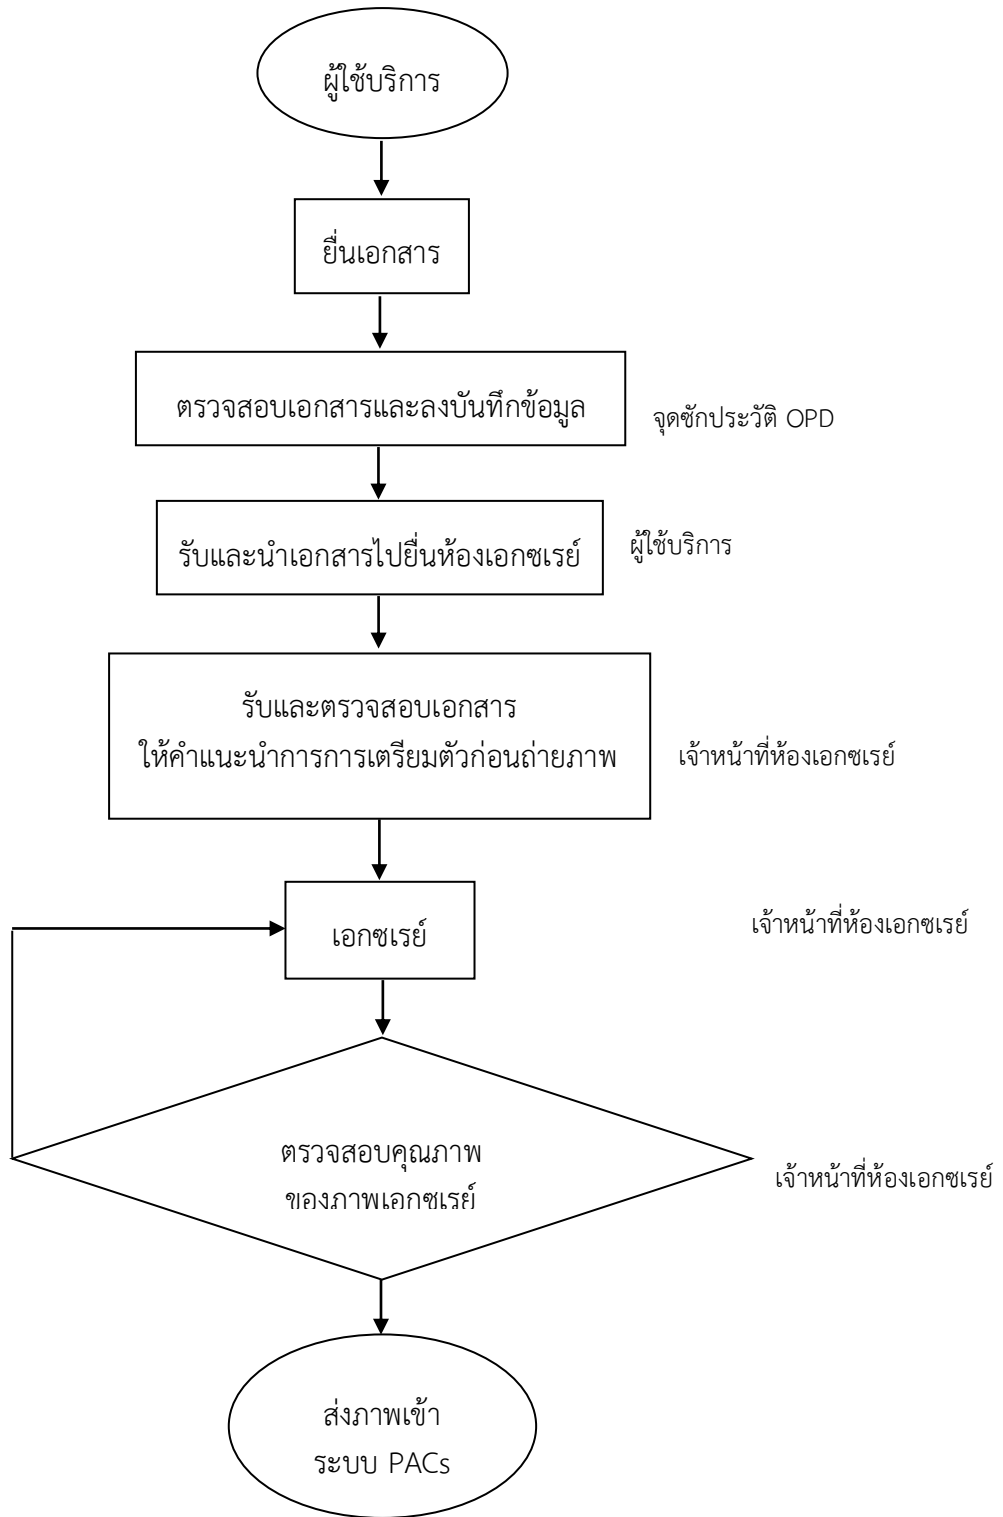 ผู้ใช้บริการ
ยื่นเอกสาร
ตรวจสอบเอกสารและลงบันทึกข้อมูล
จุดซักประวัติ OPD
รับและนำเอกสารไปยื่นห้องเอกซเรย์
ผู้ใช้บริการ
รับและตรวจสอบเอกสาร
ให้คำแนะนำการการเตรียมตัวก่อนถ่ายภาพ
เจ้าหน้าที่ห้องเอกซเรย์
เอกซเรย์
เจ้าหน้าที่ห้องเอกซเรย์
ตรวจสอบคุณภาพ
ของภาพเอกซเรย์
เจ้าหน้าที่ห้องเอกซเรย์
ส่งภาพเข้า
ระบบ PACs